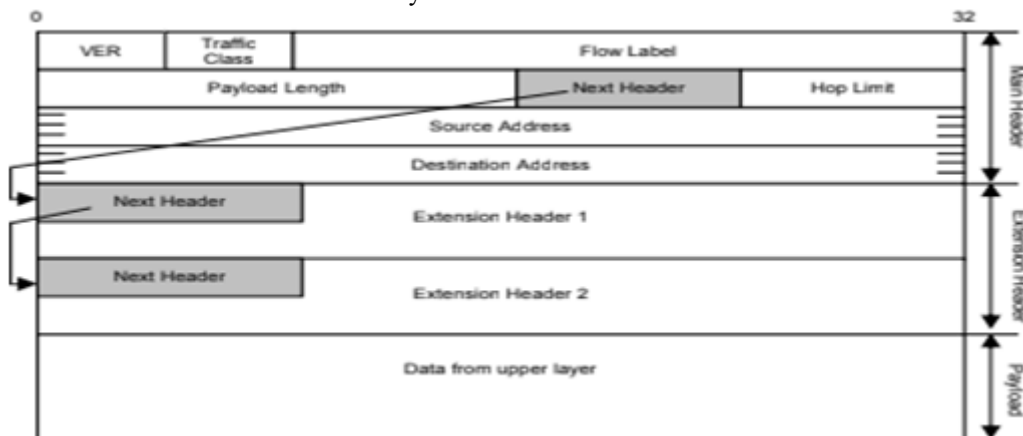 0 32
VER Traffic Class Flow Label
Payload Length Next Header Hop Limit
Source Address
Destination Address
Next Header
Extension Header 1
Next Header
Extension Header 2
Data from upper layer
Main Header
Extension Header
Payload